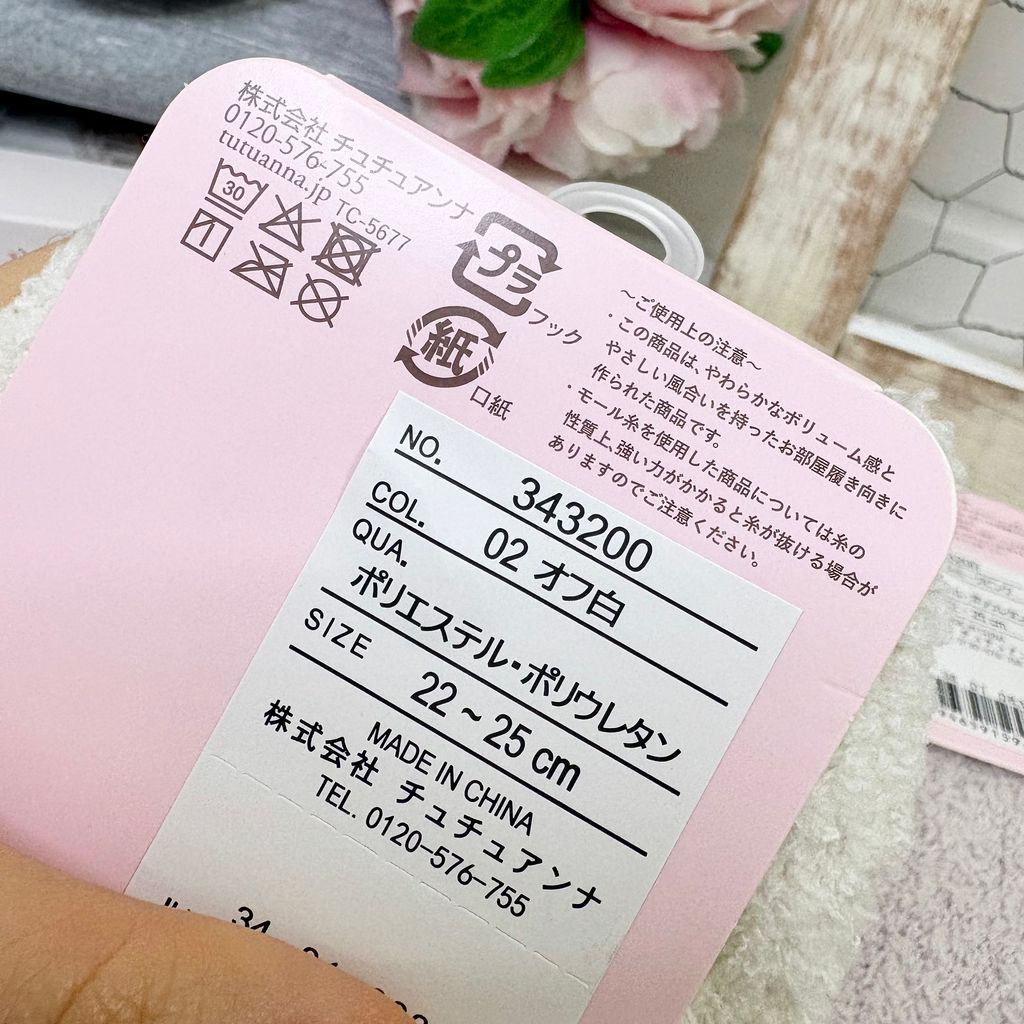 株式会社 チュチュアンナ
0120-576-755
tutuanna.jp TC-5677
30
プラ
フック
紙
口紙
～ご使用上の注意～
・この商品は、やわらかなボリューム感と
やさしい風合いを持ったお部屋履き向きに
作られた商品です。
・モール糸を使用した商品については糸の
性質上、強い力がかかると糸が抜ける場合が
ありますのでご注意ください。
NO. 343200
COL. 02 オフ白
QUA.
ポリエステル・ポリウレタン
SIZE 22~25cm
MADE IN CHINA
株式会社 チュチュアンナ
TEL. 0120-576-755
34